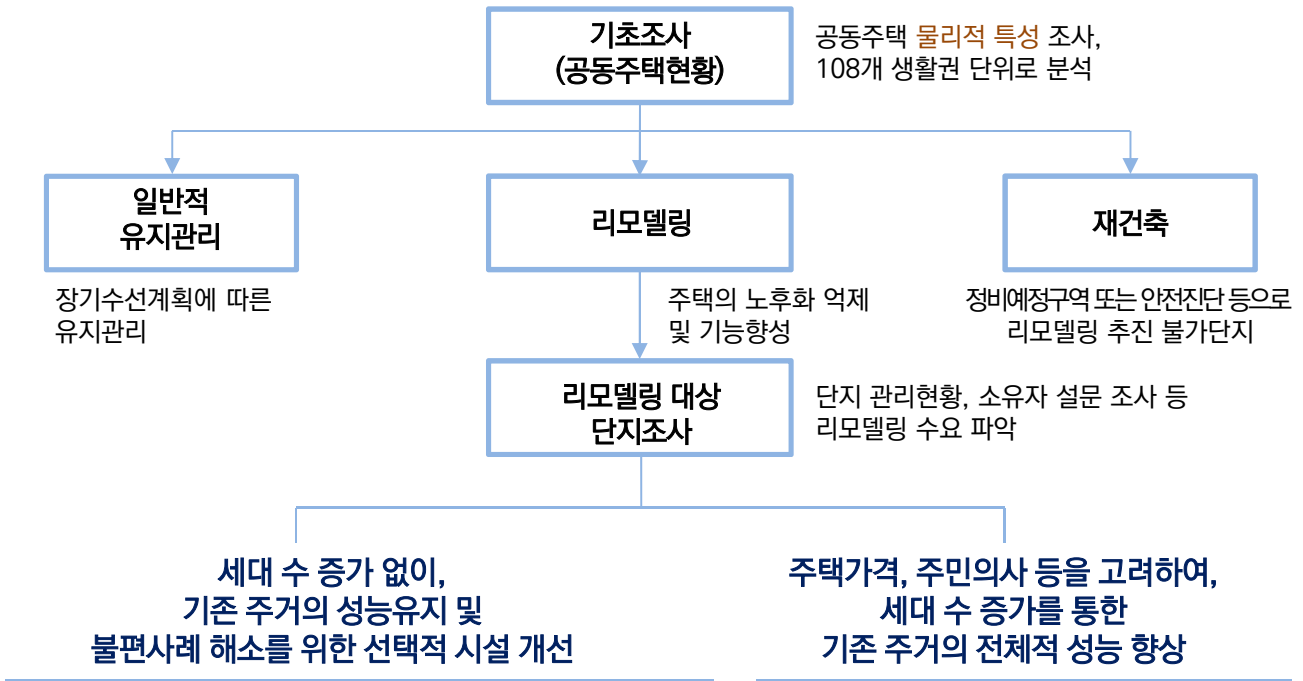 기초조사
(공동주택현황)
공동주택 물리적 특성 조사,
108개 생활권 단위로 분석
일반적
유지관리
리모델링
재건축
장기수선계획에 따른
유지관리
주택의 노후화 억제
및 기능향성
정비예정구역 또는 안전진단 등으로
리모델링 추진 불가단지
리모델링 대상
단지조사
단지 관리현황, 소유자 설문 조사 등
리모델링 수요 파악
세대 수 증가 없이,
기존 주거의 성능유지 및
불편사례 해소를 위한 선택적 시설 개선
주택가격, 주민의사 등을 고려하여,
세대 수 증가를 통한
기존 주거의 전체적 성능 향상